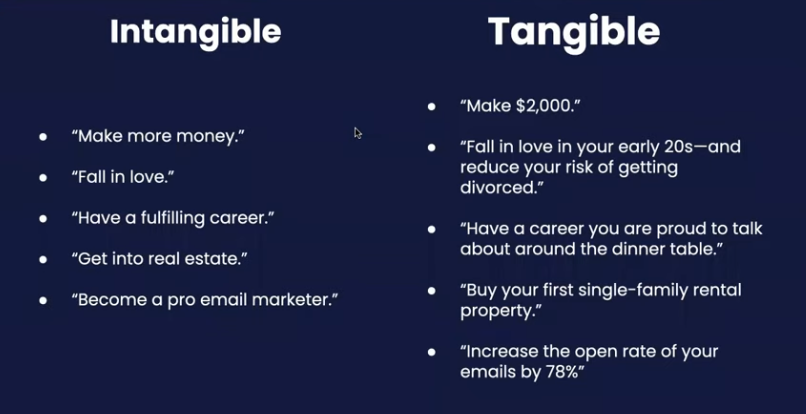 Intangible
“Make more money.”
“Fall in love.”
“Have a fulfilling career.”
“Get into real estate.”
“Become a pro email marketer.”
Tangible
“Make $2,000.”
“Fall in love in your early 20s—and
reduce your risk of getting
divorced.”
“Have a career you are proud to talk
about around the dinner table.”
“Buy your first single-family rental
property.”
“Increase the open rate of your
emails by 78%”